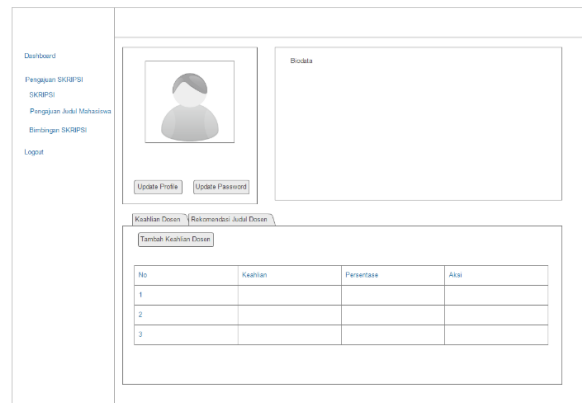 Dashboard
Pengajuan SKRIPSI
SKRIPSI
Pengajuan Judul Mahasiswa
Bimbingan SKRIPSI
Logout
Biodata
Update Profile Update Password
Keahlian Dosen Rekomendasi Judul Dosen
Tambah Keahlian Dosen
No Keahlian Persentase Aksi
1
2
3